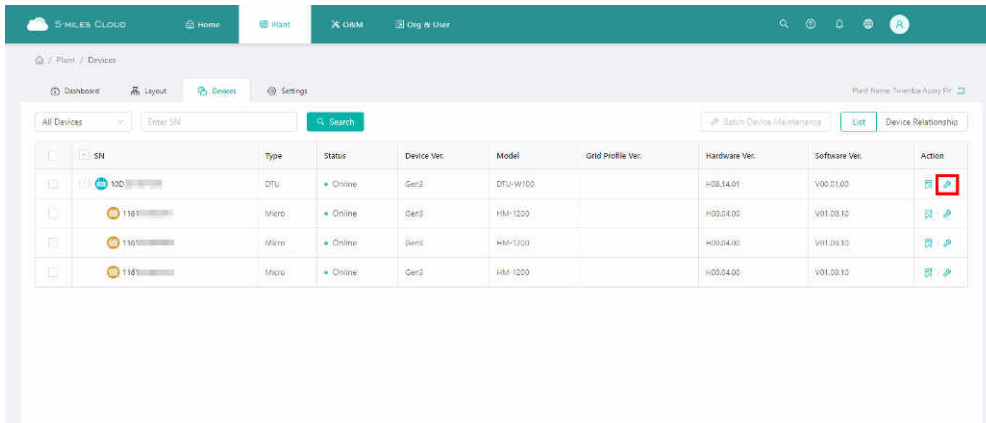 S-MILES CLOUD Home Plant O&M Org & User
/ Plant / Devices
Dashboard Layout Devices Settings Plant Name:
All Devices Enter SN Search Batch Device Maintenance List Device Relationship
SN Type Status Device Ver. Model Grid Profile Ver. Hardware Ver. Software Ver. Action
10D DTU Online Gen3 DTU-W100 H08.14.01 V00.01.00
1161 Micro Online Gen3 HM-1200 H00.04.00 V01.00.10
1161 Micro Online Gen3 HM-1200 H00.04.00 V01.00.10
1161 Micro Online Gen3 HM-1200 H00.04.00 V01.00.10